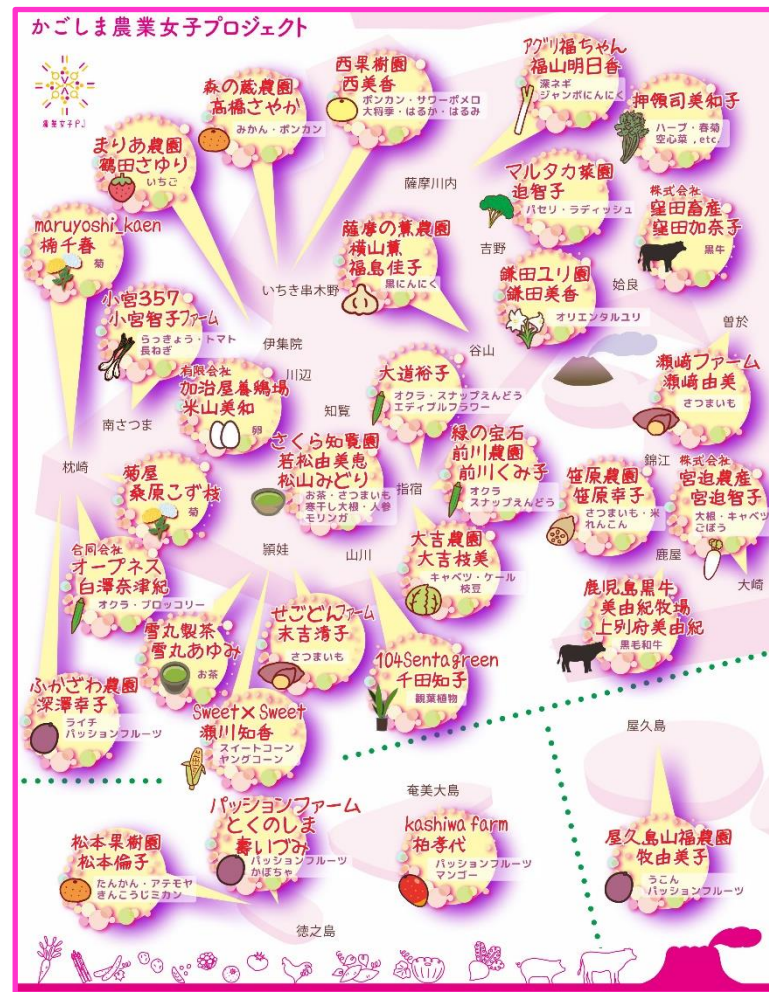 かごしま農業女子プロジェクト
農業女子PJ
西果樹園
西美香
ポンカン・サワーポメロ
大将季・はるか・はるみ
アグリ福ちゃん
福山明日香
深ネギ
ジャンボにんにく
森の蔵農園
高橋さやか
みかん・ポンカン
押領司美和子
ハーブ・春菊
空心菜 , etc.
まりあ農園
鶴田さゆり
いちご
薩摩川内
マルタカ菜園
迫智子
パセリ・ラディッシュ
株式会社
窪田畜産
窪田加奈子
黒牛
maruyoshi_kaen
楠千春
菊
薩摩の薫農園
横山薫
福島佳子
黒にんにく
吉野
姶良
いちき串木野
鎌田ユリ園
鎌田美香
オリエンタルユリ
小宮357
小宮智子ファーム
らっきょう・トマト
長ねぎ
伊集院
谷山
曽於
川辺
有限会社
加治屋養鶏場
米山美和
卵
大道裕子
オクラ・スナップえんどう
エディブルフラワー
瀬﨑ファーム
瀬﨑由美
さつまいも
南さつま
知覧
さくら知覧園
若松由美恵
松山みどり
お茶・さつまいも
寒干し大根・人参
モリンガ
緑の宝石
前川農園
前川くみ子
オクラ
スナップえんどう
錦江
枕崎
菊屋
桑原こず枝
菊
指宿
笹原農園
笹原幸子
さつまいも・米
れんこん
株式会社
宮迫農産
宮迫智子
大根・キャベツ
ごぼう
合同会社
オープネス
白澤奈津紀
オクラ・ブロッコリー
頴娃
山川
大吉農園
大吉枝美
キャベツ・ケール
枝豆
鹿屋
大崎
鹿児島黒牛
美由紀牧場
上別府美由紀
黒毛和牛
雪丸製茶
雪丸あゆみ
お茶
せごどんファーム
末吉淯子
さつまいも
104Sentagreen
千田知子
観葉植物
ふかざわ農園
深澤幸子
ライチ
パッションフルーツ
Sweet×Sweet
瀬川知香
スイートコーン
ヤングコーン
屋久島
奄美大島
パッションファーム
とくのしま
壽いづみ
パッションフルーツ
かぼちゃ
kashiwa farm
柏孝代
パッションフルーツ
マンゴー
屋久島山福農園
牧由美子
うこん
パッションフルーツ
松本果樹園
松本倫子
たんかん・アテモヤ
きんこうじミカン
徳之島